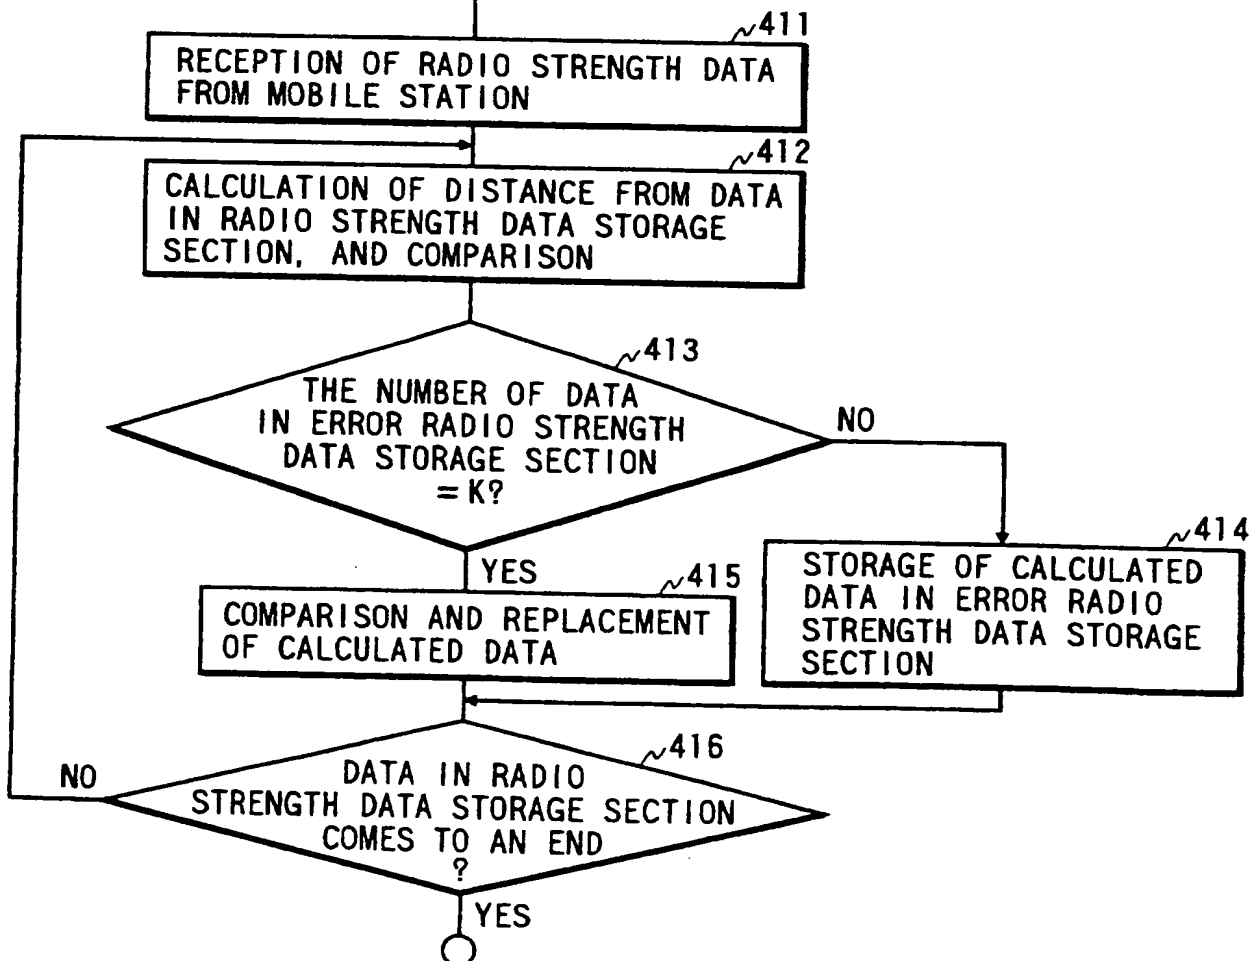 411
RECEPTION OF RADIO STRENGTH DATA
FROM MOBILE STATION
412
CALCULATION OF DISTANCE FROM DATA
IN RADIO STRENGTH DATA STORAGE
SECTION, AND COMPARISON
413
THE NUMBER OF DATA
IN ERROR RADIO STRENGTH
DATA STORAGE SECTION
= K?
NO
YES
414
STORAGE OF CALCULATED
DATA IN ERROR RADIO
STRENGTH DATA STORAGE
SECTION
415
COMPARISON AND REPLACEMENT
OF CALCULATED DATA
416
DATA IN RADIO
STRENGTH DATA STORAGE SECTION
COMES TO AN END
?
NO
YES